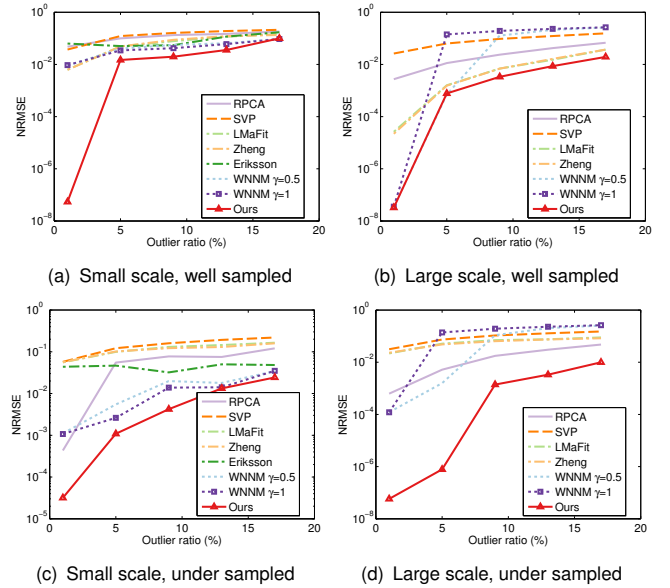 10^0
10^-2
10^-4
10^-6
10^-8
NRMSE
0 5 10 15 20
Outlier ratio (%)
RPCA
SVP
LMaFit
Zheng
Eriksson
WNNM γ=0.5
WNNM γ=1
Ours
(a) Small scale, well sampled
10^0
10^-2
10^-4
10^-6
10^-8
NRMSE
0 5 10 15 20
Outlier ratio (%)
RPCA
SVP
LMaFit
Zheng
WNNM γ=0.5
WNNM γ=1
Ours
(b) Large scale, well sampled
10^0
10^-1
10^-2
10^-3
10^-4
10^-5
NRMSE
0 5 10 15 20
Outlier ratio (%)
RPCA
SVP
LMaFit
Zheng
Eriksson
WNNM γ=0.5
WNNM γ=1
Ours
(c) Small scale, under sampled
10^0
10^-2
10^-4
10^-6
10^-8
NRMSE
0 5 10 15 20
Outlier ratio (%)
RPCA
SVP
LMaFit
Zheng
WNNM γ=0.5
WNNM γ=1
Ours
(d) Large scale, under sampled